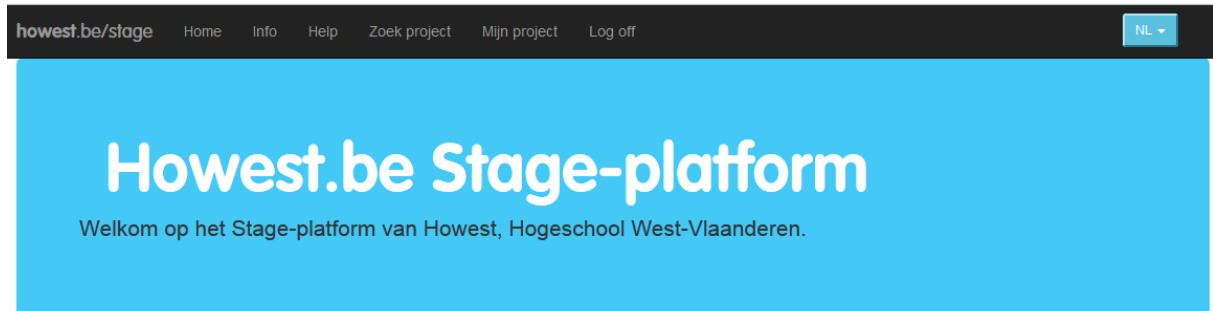 howest.be/stage Home Info Help Zoek project Mijn project Log off NL
Howest.be Stage-platform
Welkom op het Stage-platform van Howest, Hogeschool West-Vlaanderen.